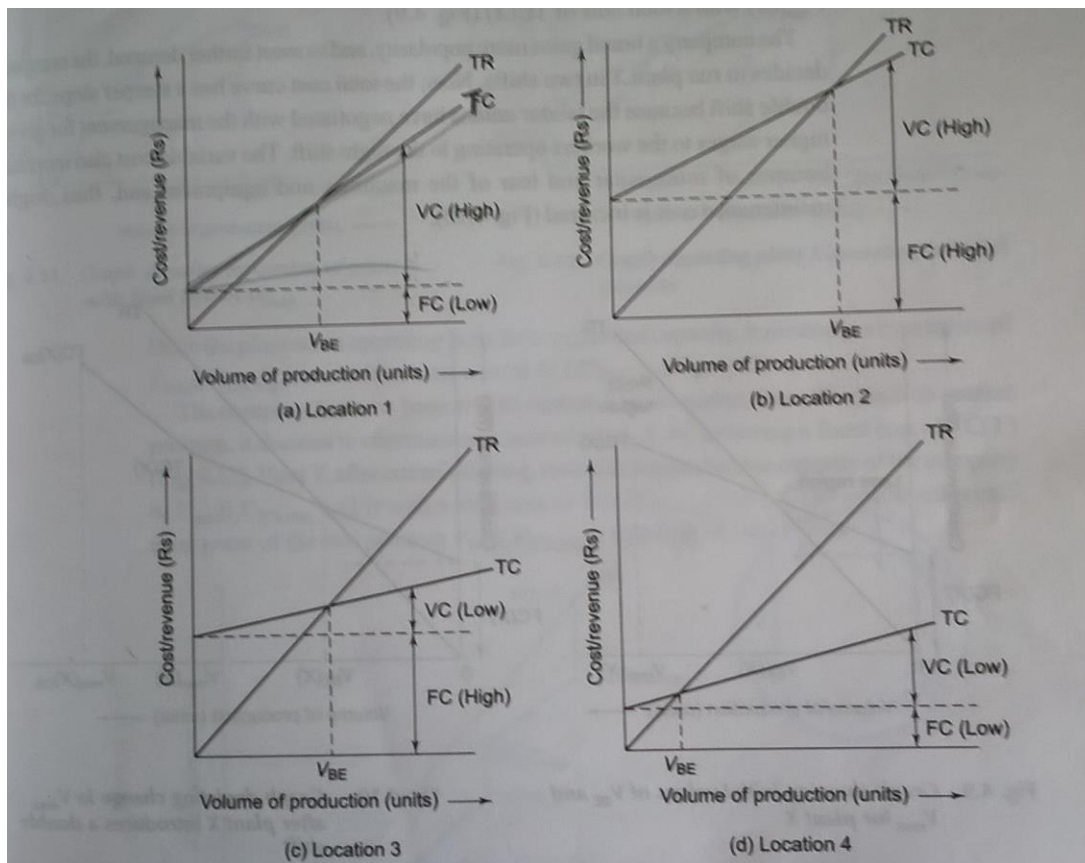 TR
TC
Cost/revenue (Rs)
VC (High)
FC (Low)
VBE
Volume of production (units)
(a) Location 1
TR
TC
Cost/revenue (Rs)
VC (High)
FC (High)
VBE
Volume of production (units)
(b) Location 2
TR
TC
Cost/revenue (Rs)
VC (Low)
FC (High)
VBE
Volume of production (units)
(c) Location 3
TR
TC
Cost/revenue (Rs)
VC (Low)
FC (Low)
VBE
Volume of production (units)
(d) Location 4